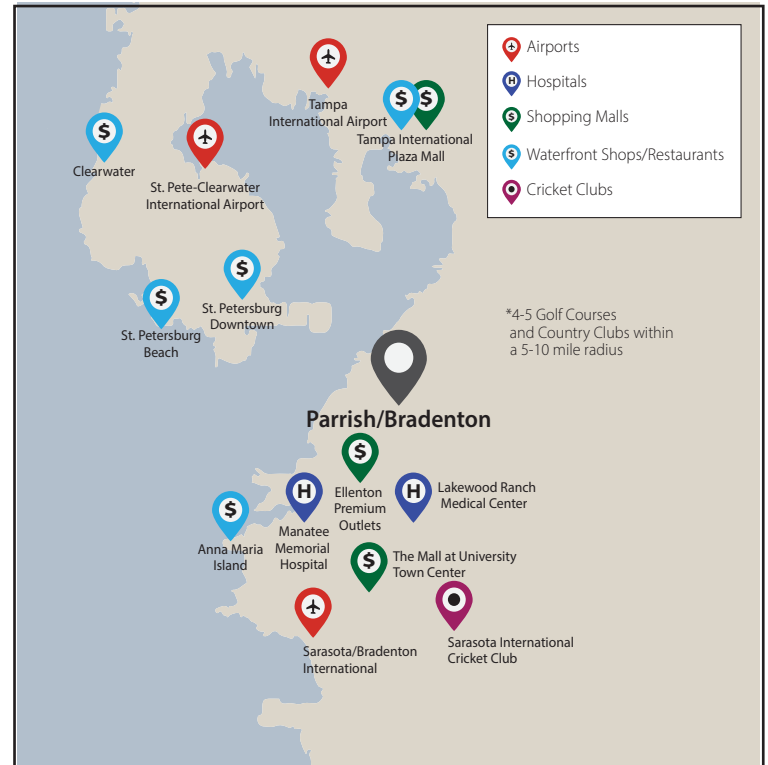 Airports
H Hospitals
$ Shopping Malls
$ Waterfront Shops/Restaurants
Cricket Clubs
Tampa
International Airport
$ $
Tampa International
Plaza Mall
$
Clearwater
St. Pete-Clearwater
International Airport
$
St. Petersburg
Downtown
$
St. Petersburg
Beach
*4-5 Golf Courses
and Country Clubs within
a 5-10 mile radius
Parrish/Bradenton
$
Ellenton
Premium
Outlets
H
Manatee
Memorial
Hospital
H
Lakewood Ranch
Medical Center
$
Anna Maria
Island
$
The Mall at University
Town Center
Sarasota/Bradenton
International
Sarasota International
Cricket Club